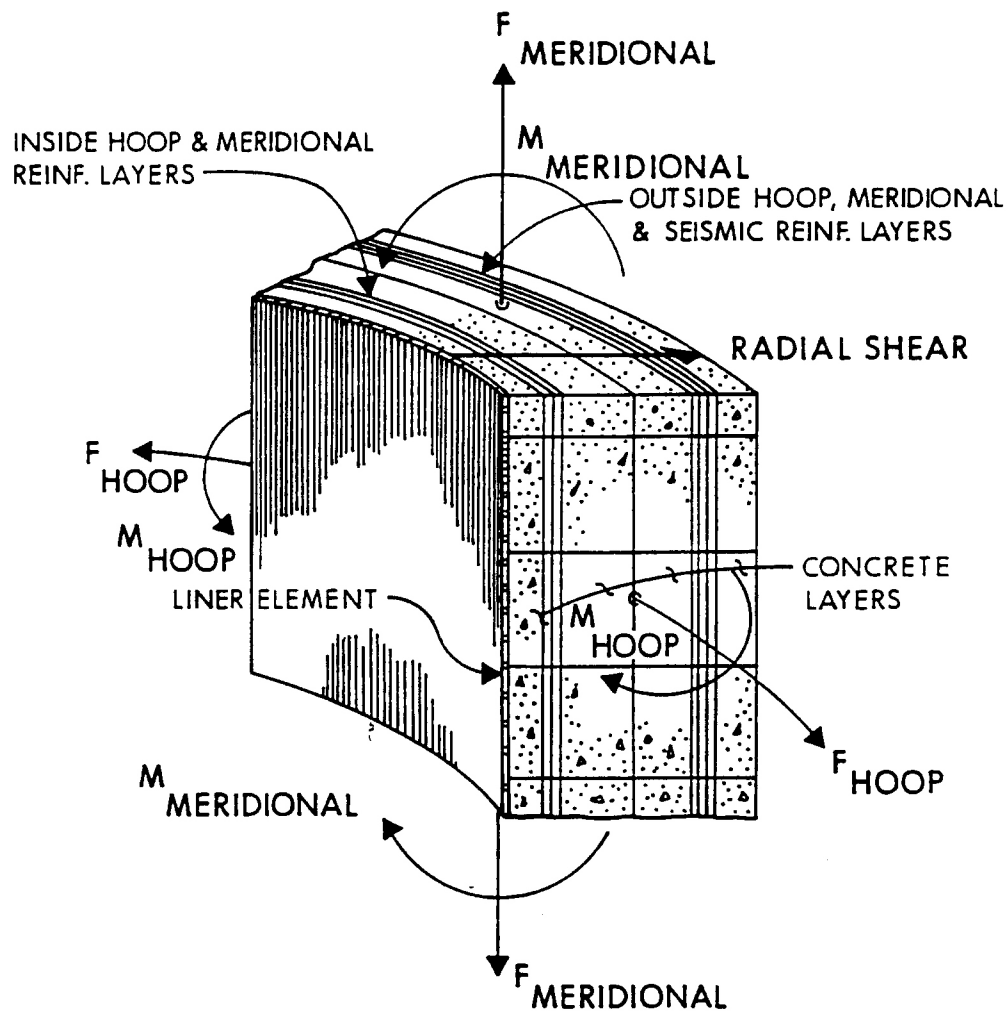 F
MERIDIONAL
M
MERIDIONAL
INSIDE HOOP & MERIDIONAL
REINF. LAYERS
OUTSIDE HOOP, MERIDIONAL
& SEISMIC REINF. LAYERS
RADIAL SHEAR
F
HOOP
M
HOOP
LINER ELEMENT
CONCRETE
LAYERS
M
HOOP
F
HOOP
M
MERIDIONAL
F
MERIDIONAL